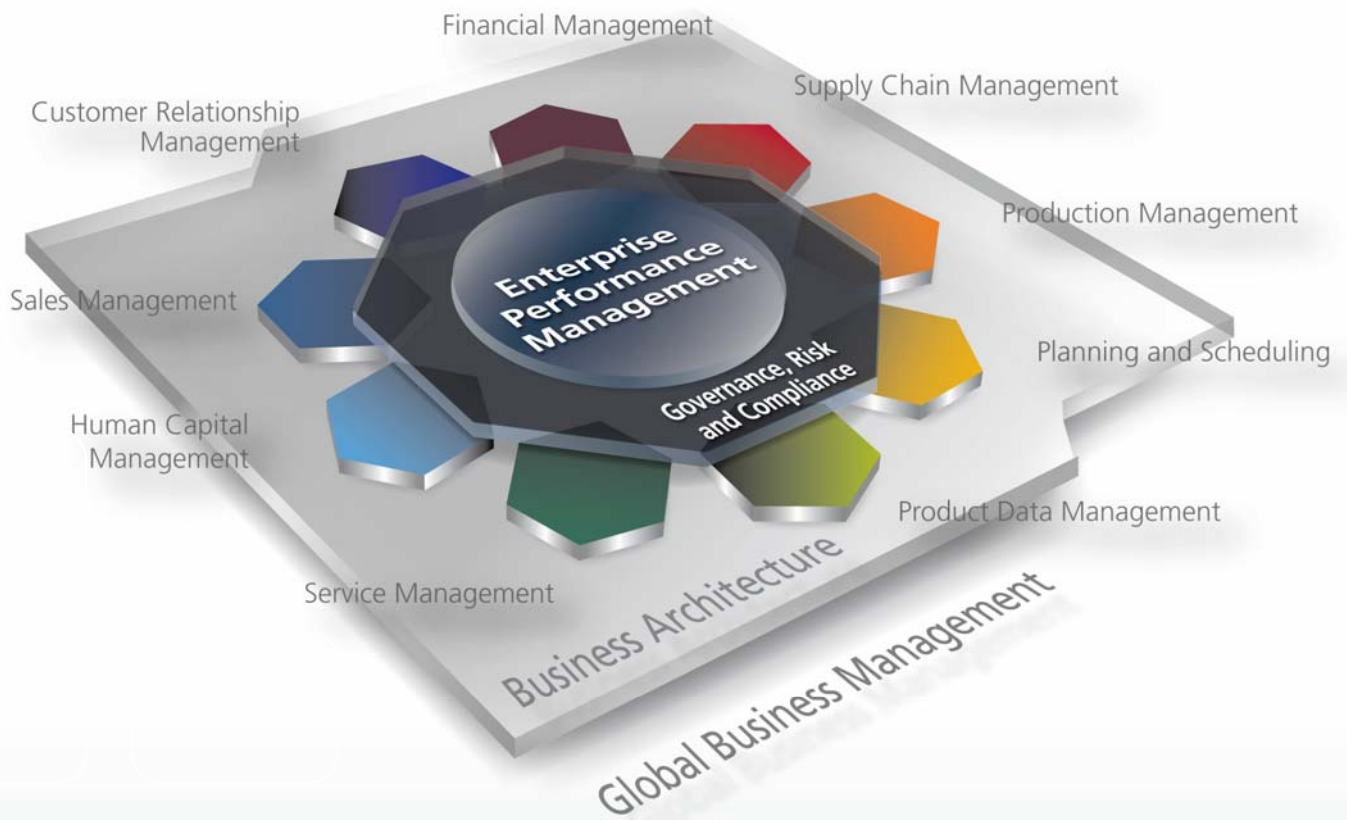 Financial Management
Supply Chain Management
Customer Relationship
Management
Production Management
Enterprise
Performance
Management
Sales Management
Planning and Scheduling
Governance, Risk
and Compliance
Human Capital
Management
Product Data Management
Service Management
Business Architecture
Global Business Management